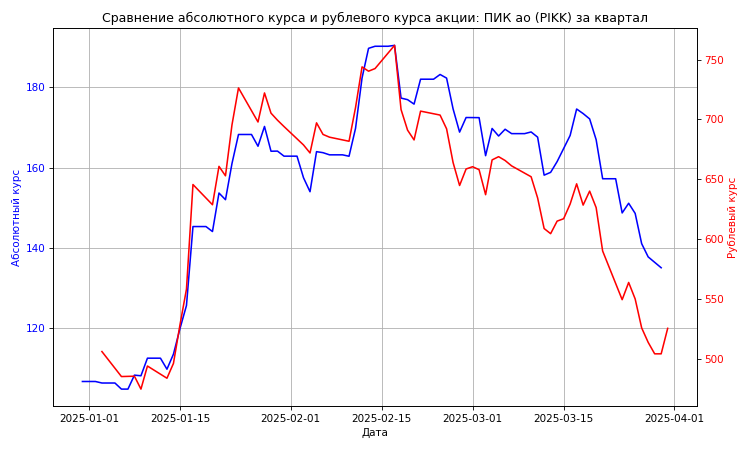 Сравнение абсолютного курса и рублевого курса акции: ПИК ао (PIKK) за квартал
Абсолютный курс
180
160
140
120
750
700
650
600
550
500
Рублевый курс
2025-01-01 2025-01-15 2025-02-01 2025-02-15 2025-03-01 2025-03-15 2025-04-01
Дата